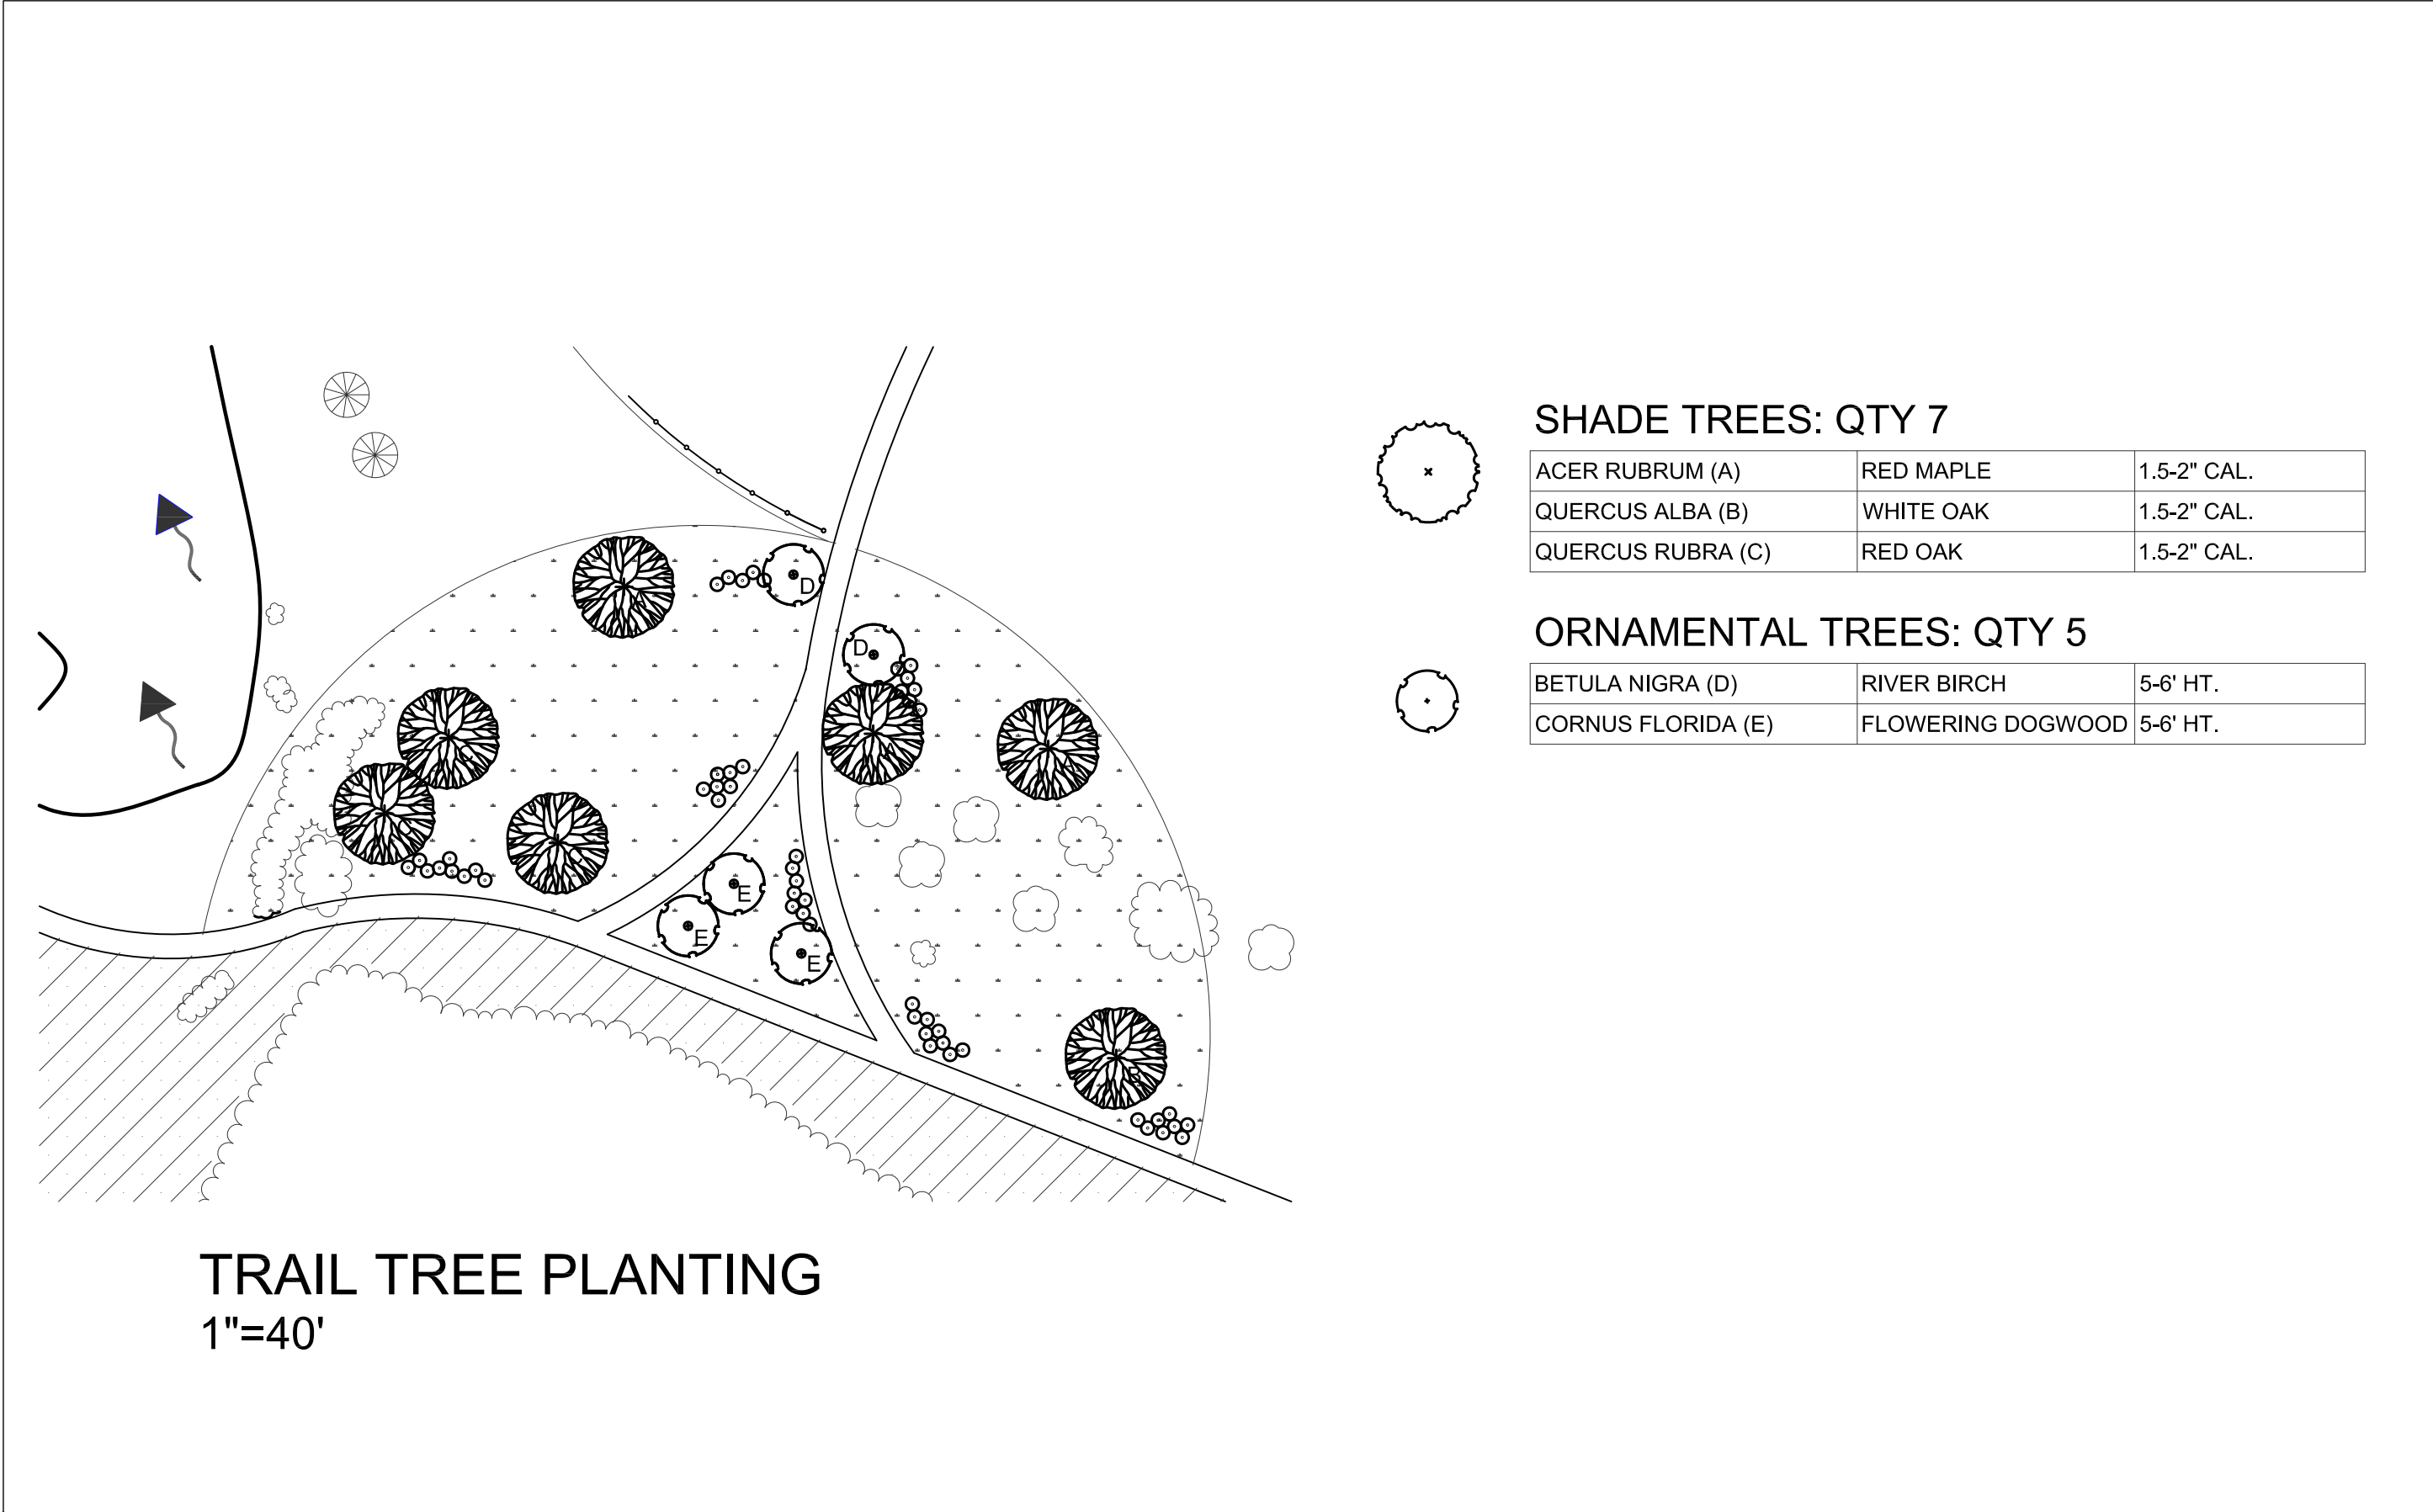 SHADE TREES: QTY 7
ACER RUBRUM (A) RED MAPLE 1.5-2" CAL.
QUERCUS ALBA (B) WHITE OAK 1.5-2" CAL.
QUERCUS RUBRA (C) RED OAK 1.5-2" CAL.
ORNAMENTAL TREES: QTY 5
BETULA NIGRA (D) RIVER BIRCH 5-6' HT.
CORNUS FLORIDA (E) FLOWERING DOGWOOD 5-6' HT.
A
D
D
C
A
A
C
C
E
E
E
B
TRAIL TREE PLANTING
1"=40'